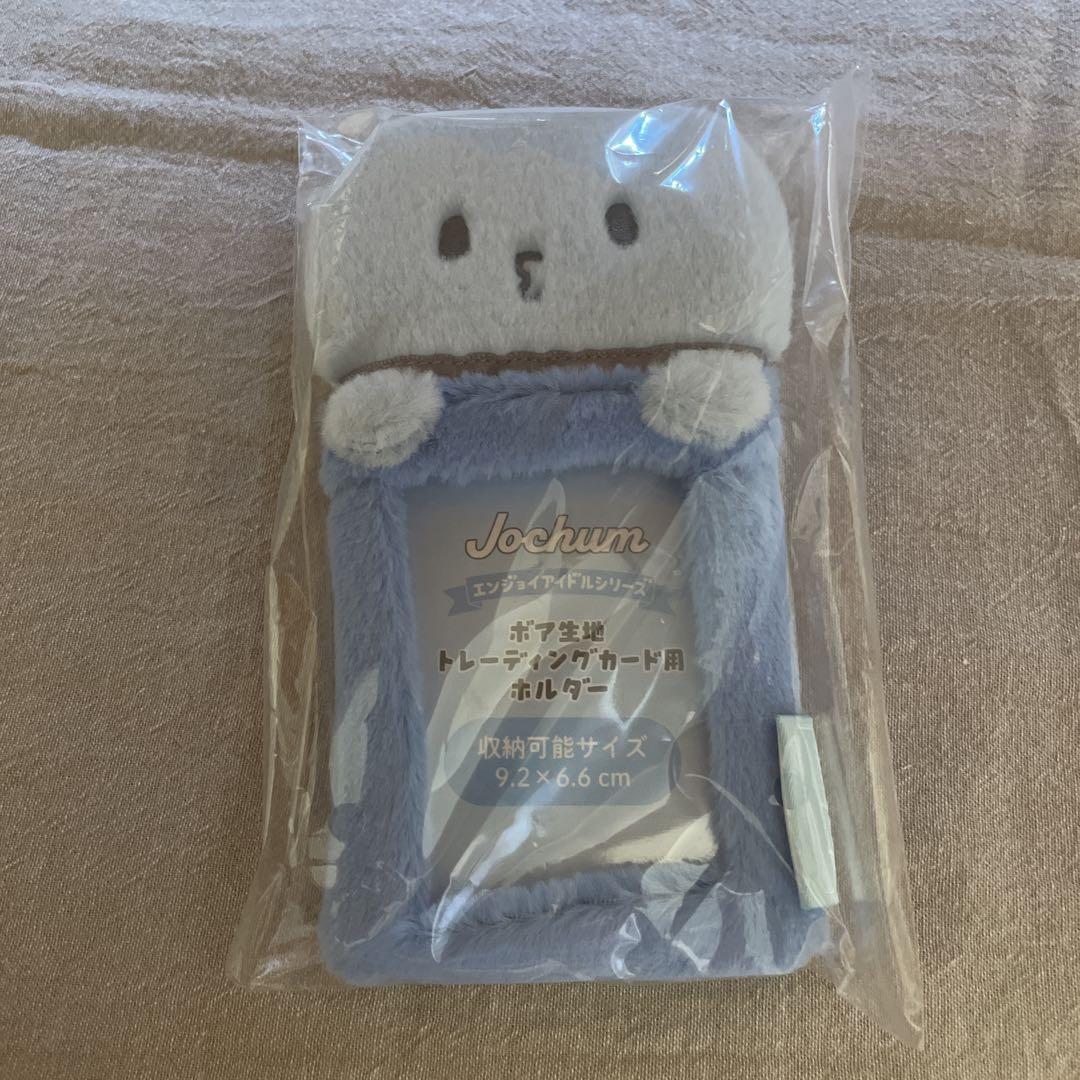 Jochum
エンジョイアイドルシリーズ
ボア生地
トレーディングカード用
ホルダー
収納可能サイズ
9.2×6.6 cm